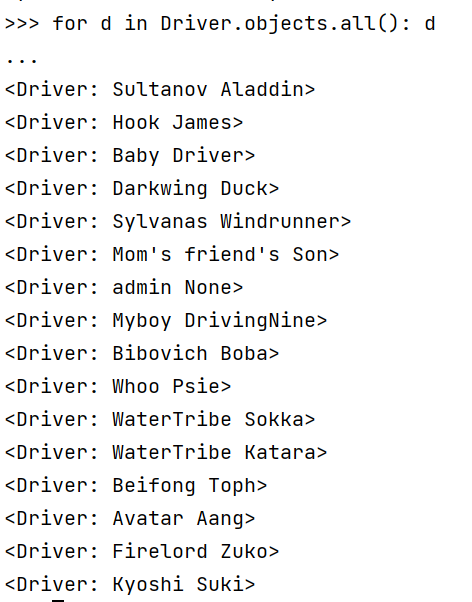 >>> for d in Driver.objects.all(): d
...
<Driver: Sultanov Aladdin>
<Driver: Hook James>
<Driver: Baby Driver>
<Driver: Darkwing Duck>
<Driver: Sylvanas Windrunner>
<Driver: Mom's friend's Son>
<Driver: admin None>
<Driver: Myboy DrivingNine>
<Driver: Bibovich Boba>
<Driver: Whoo Psie>
<Driver: WaterTribe Sokka>
<Driver: WaterTribe Katara>
<Driver: Beifong Toph>
<Driver: Avatar Aang>
<Driver: Firelord Zuko>
<Driver: Kyoshi Suki>